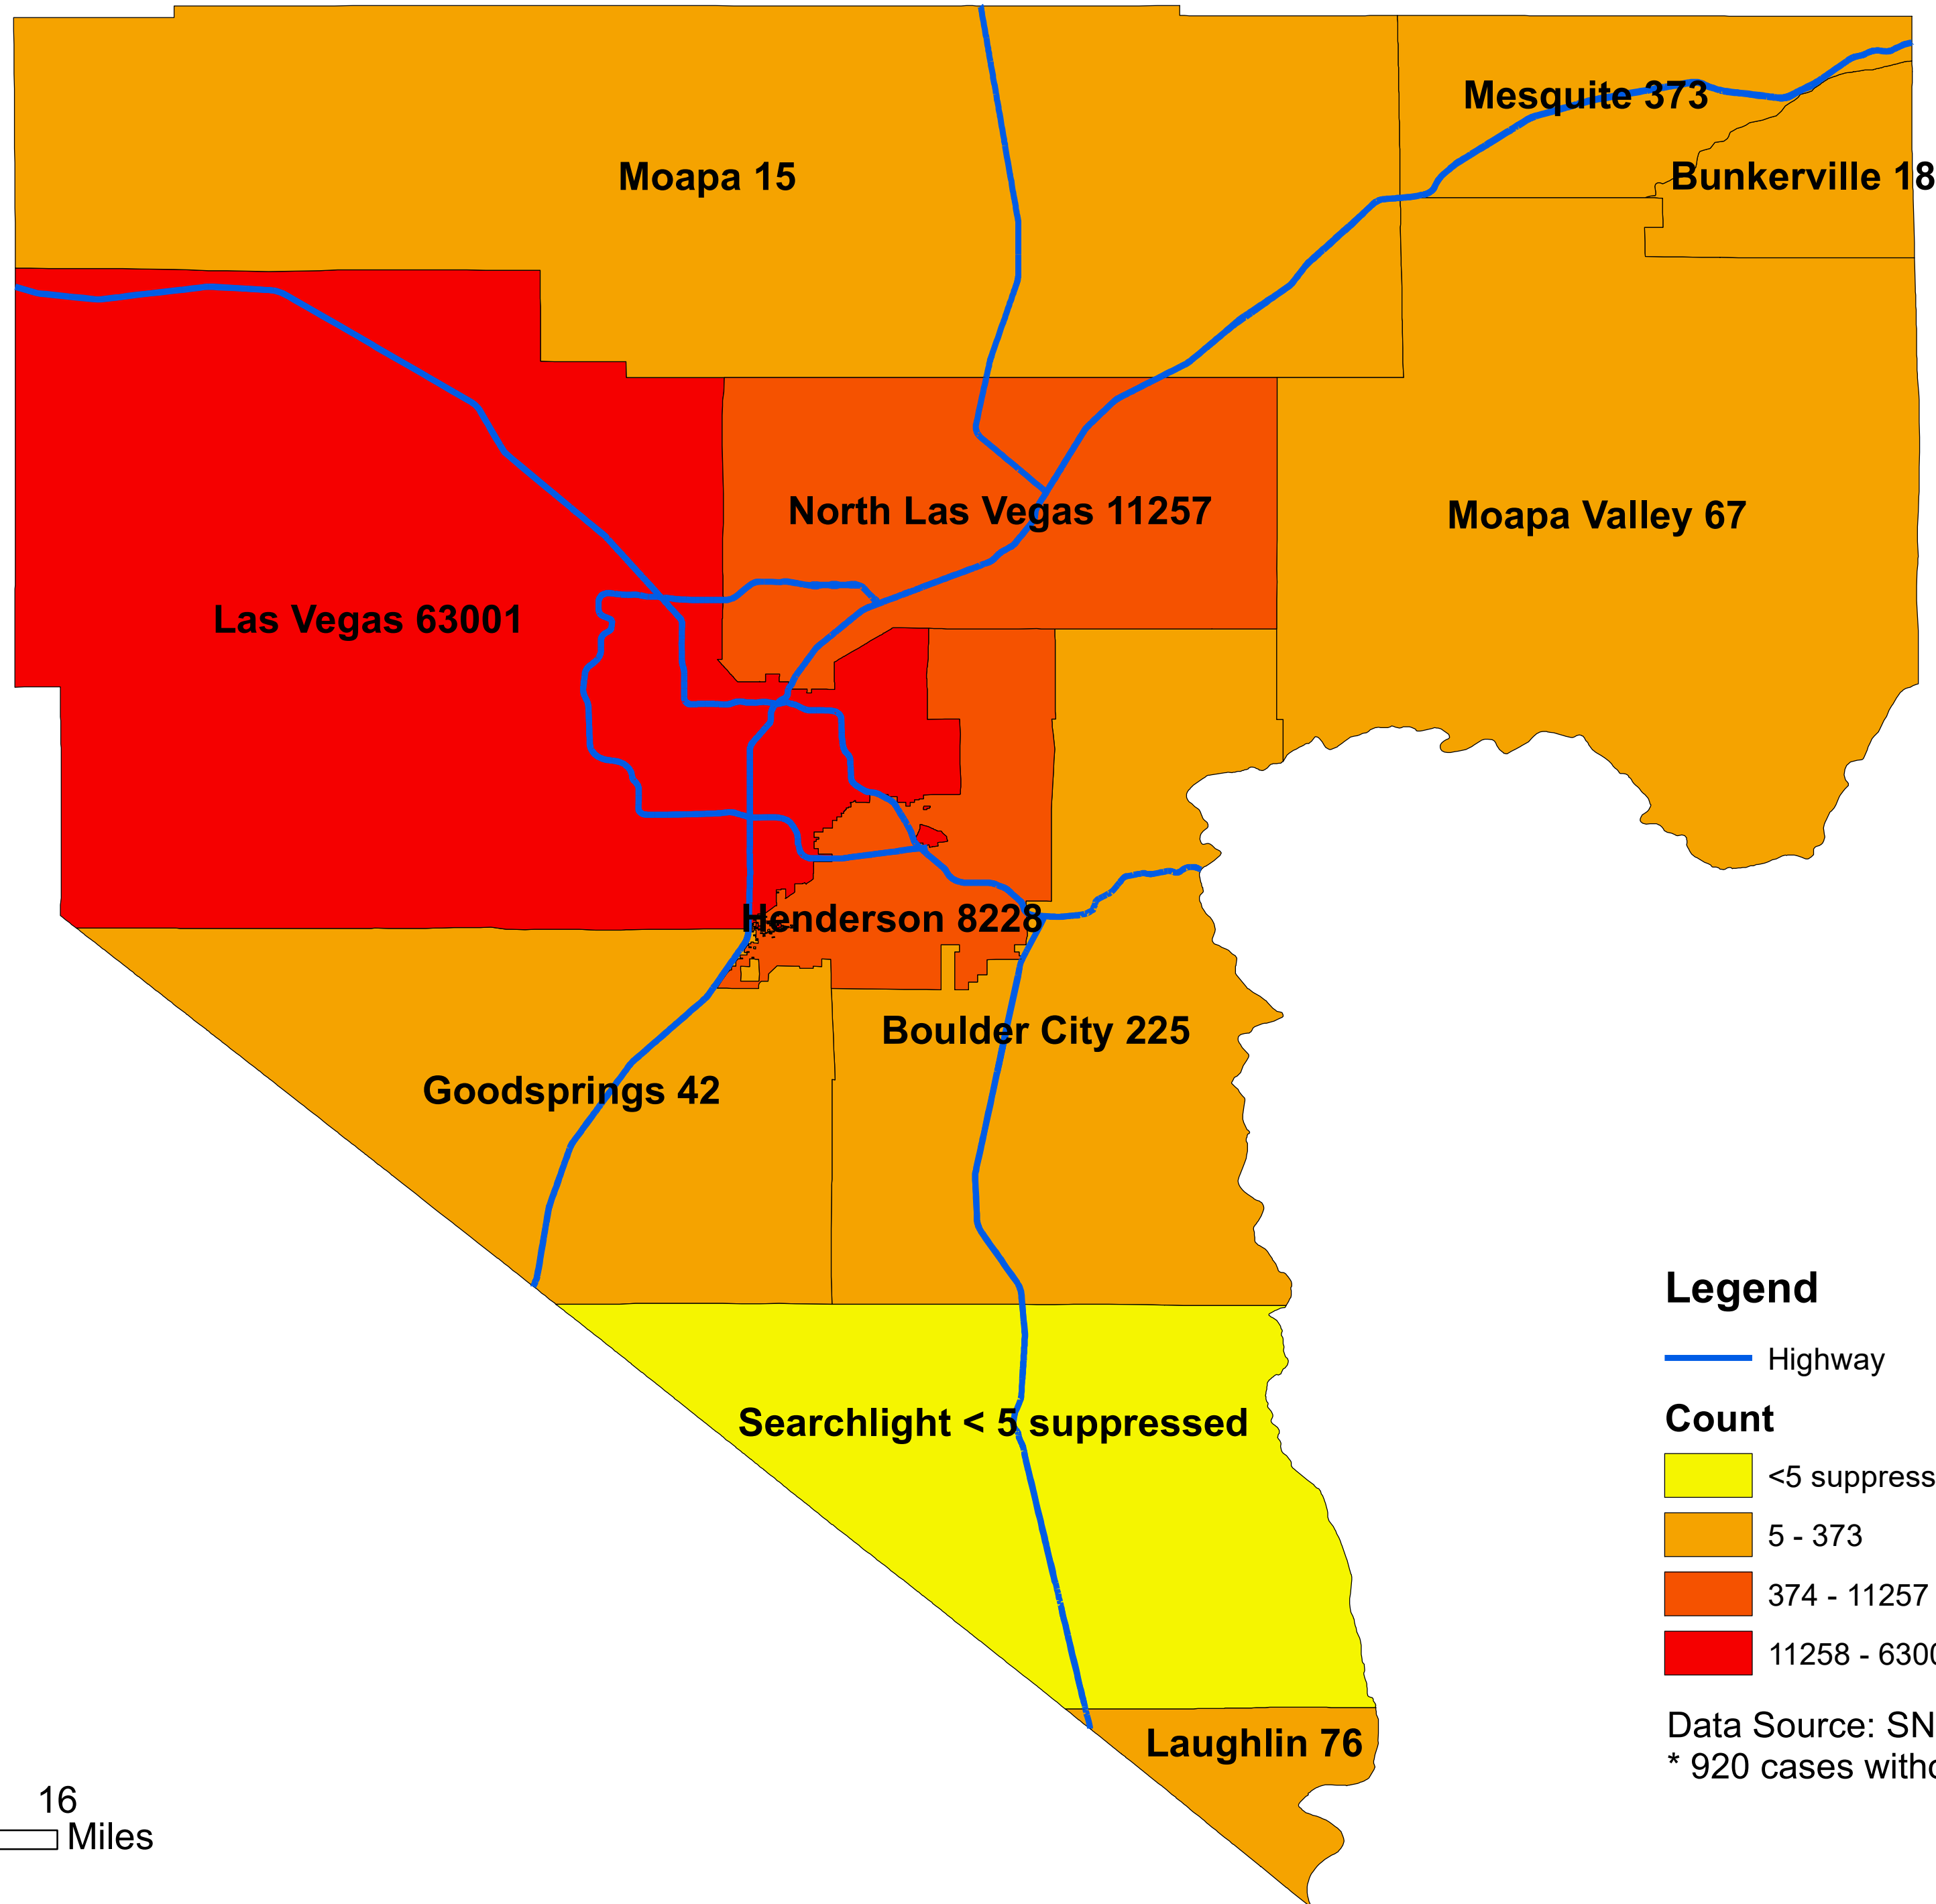 Mesquite 373
Moapa 15
Bunkerville 18
North Las Vegas 11257
Moapa Valley 67
Las Vegas 63001
Henderson 8228
Boulder City 225
Goodsprings 42
Searchlight < 5 suppressed
Laughlin 76
Legend
Highway
Count
<5 suppress
5 - 373
374 - 11257
11258 - 6300
Data Source: SN
* 920 cases witho
16
Miles